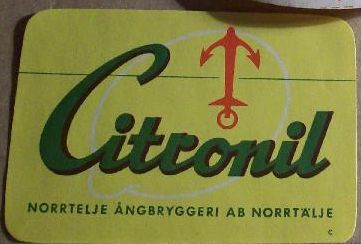 Citronil
NORRTELJE ÅNGBRYGGERI AB NORRTÄLJE
C